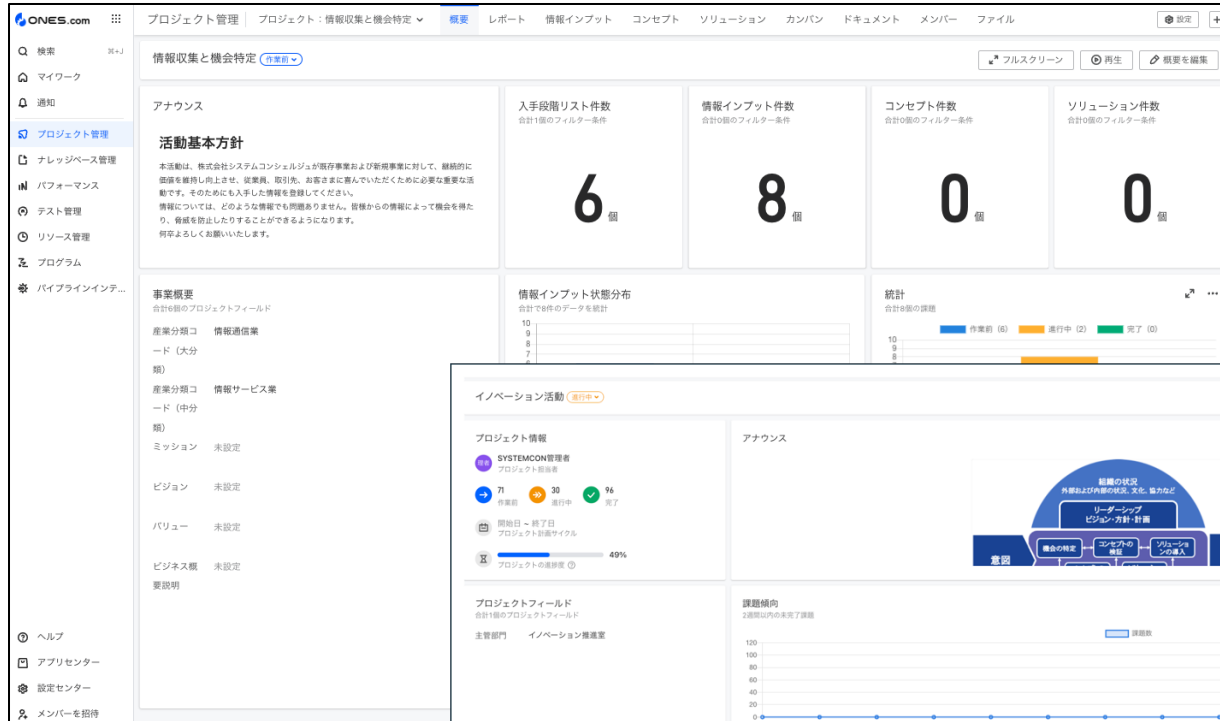 ONES.com
プロジェクト管理
プロジェクト：情報収集と機会特定
概要
レポート
情報インプット
コンセプト
ソリューション
カンバン
ドキュメント
メンバー
ファイル
設定
検索
⌘+J
マイワーク
通知
プロジェクト管理
ナレッジベース管理
パフォーマンス
テスト管理
リソース管理
プログラム
パイプラインインテ...
ヘルプ
アプリセンター
設定センター
メンバーを招待
情報収集と機会特定
作業前
フルスクリーン
再生
概要を編集
アナウンス
活動基本方針
本活動は、株式会社システムコンシェルジュが既存事業および新規事業に対して、継続的に
価値を維持し向上させ、従業員、取引先、お客さまに喜んでいただくために必要な重要な活
動です。そのためにも入手した情報を登録してください。
情報については、どのような情報でも問題ありません。皆様からの情報によって機会を得た
り、脅威を防止したりすることができるようになります。
何卒よろしくお願いいたします。
入手段階リスト件数
合計1個のフィルター条件
6 個
情報インプット件数
合計0個のフィルター条件
8 個
コンセプト件数
合計0個のフィルター条件
0 個
ソリューション件数
合計0個のフィルター条件
0 個
事業概要
合計6個のプロジェクトフィールド
産業分類コ 情報通信業
ード（大分
類）
産業分類コ 情報サービス業
ード（中分
類）
ミッション 未設定
ビジョン 未設定
バリュー 未設定
ビジネス概 未設定
要説明
情報インプット状態分布
合計で8件のデータを統計
10
9
8
7
統計
合計8個の課題
作業前（6）
進行中（2）
完了（0）
10
9
8
イノベーション活動
進行中
プロジェクト情報
SYSTEMCON管理者
プロジェクト担当者
71
作業前
30
進行中
96
完了
開始日 ~ 終了日
プロジェクト計画サイクル
49%
プロジェクトの進捗度
アナウンス
組織の状況
外部および内部の状況、文化、協力など
リーダーシップ
ビジョン・方針・計画
意図
機会の特定
コンセプトの
検証
ソリューショ
ンの導入
プロジェクトフィールド
合計1個のプロジェクトフィールド
主管部門 イノベーション推進室
課題傾向
2週間以内の未完了課題
課題数
120
100
80
60
40
20
0